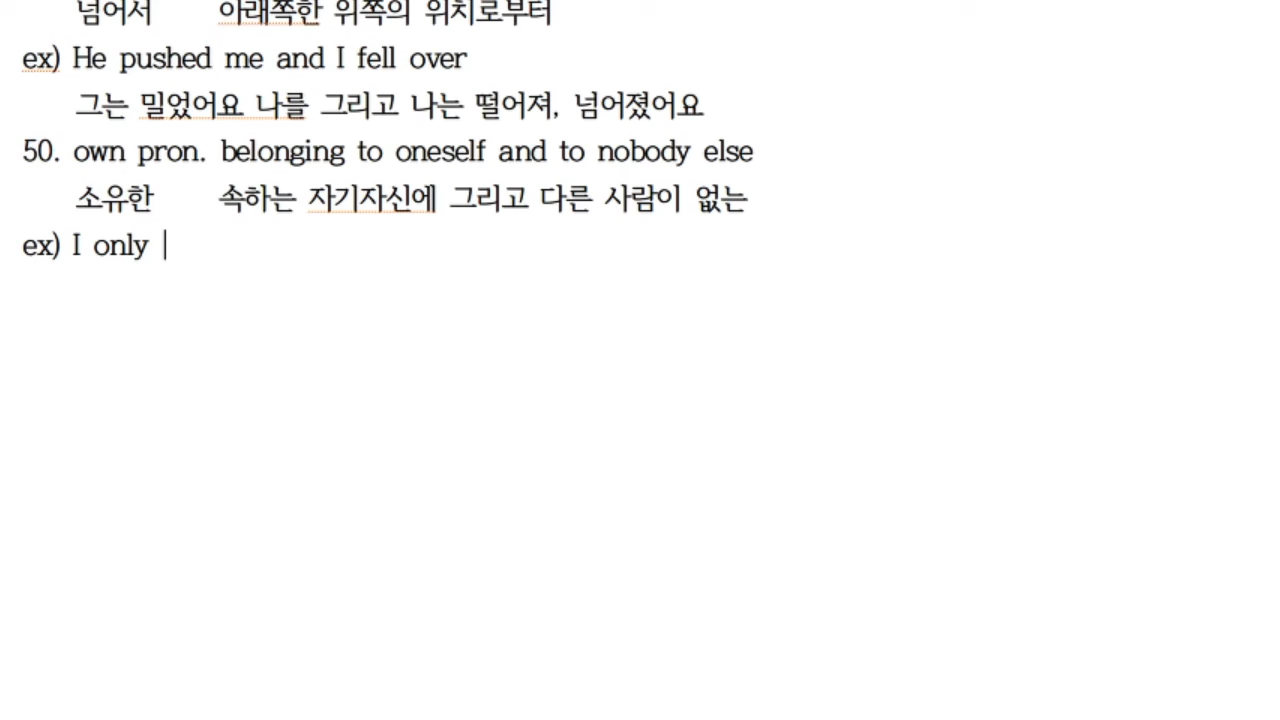 넘어서 아래쪽한 위쪽의 위치로부터
ex) He pushed me and I fell over
그는 밀었어요 나를 그리고 나는 떨어져, 넘어졌어요
50. own pron. belonging to oneself and to nobody else
소유한 속하는 자기자신에 그리고 다른 사람이 없는
ex) I only